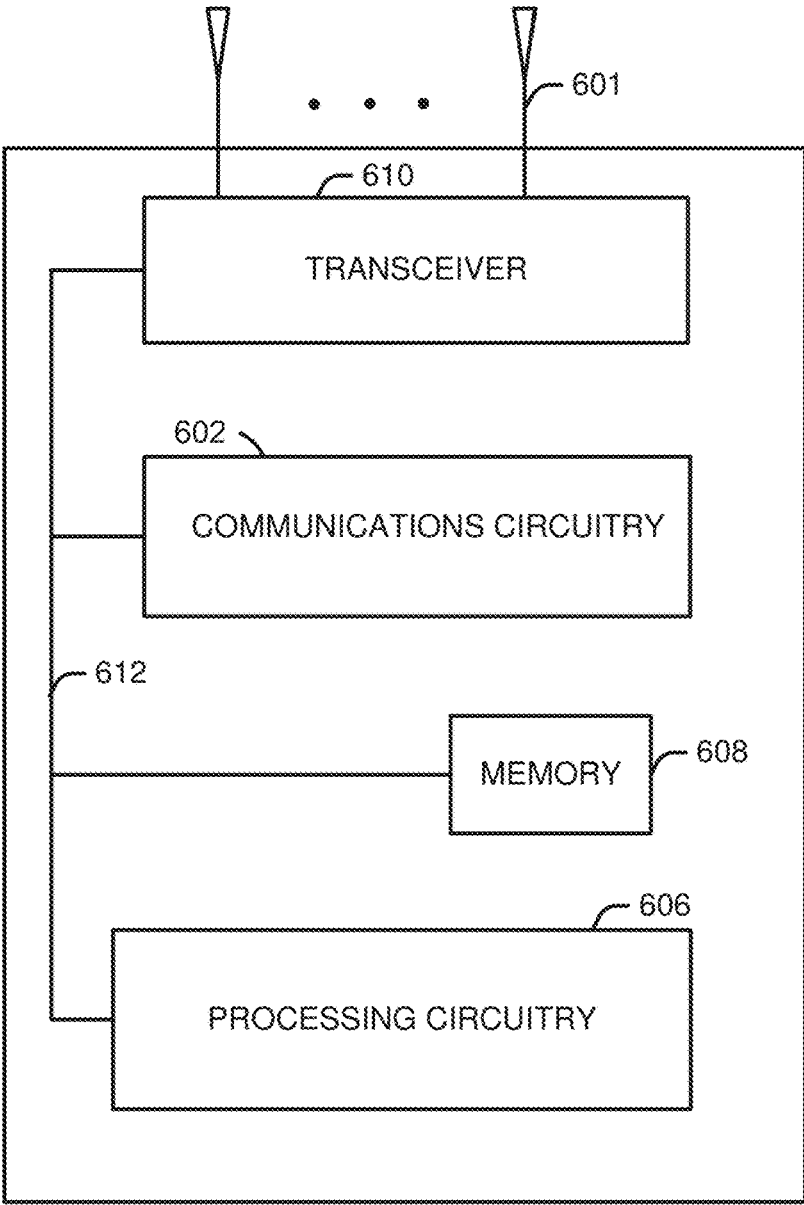 601
610
TRANSCEIVER
602
COMMUNICATIONS CIRCUITRY
612
MEMORY
608
606
PROCESSING CIRCUITRY